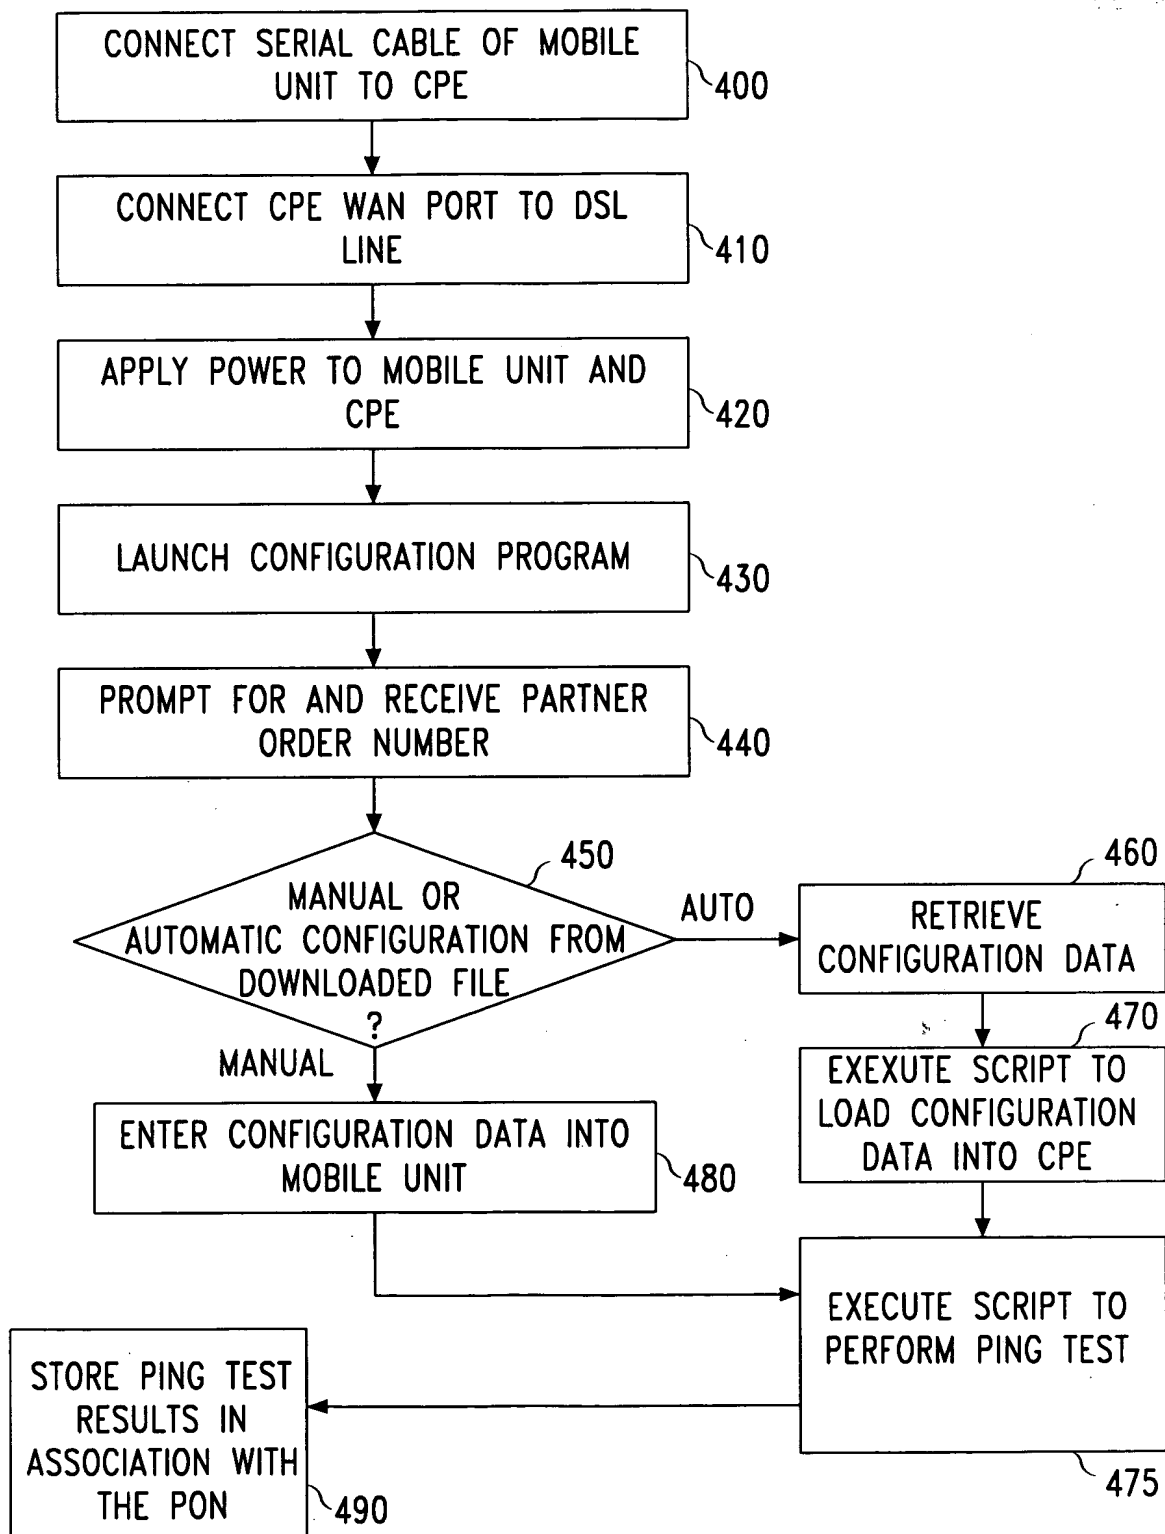 CONNECT SERIAL CABLE OF MOBILE
UNIT TO CPE
400
CONNECT CPE WAN PORT TO DSL
LINE
410
APPLY POWER TO MOBILE UNIT AND
CPE
420
LAUNCH CONFIGURATION PROGRAM
430
PROMPT FOR AND RECEIVE PARTNER
ORDER NUMBER
440
450
MANUAL OR
AUTOMATIC CONFIGURATION FROM
DOWNLOADED FILE
?
AUTO
MANUAL
460
RETRIEVE
CONFIGURATION DATA
470
EXEXUTE SCRIPT TO
LOAD CONFIGURATION
DATA INTO CPE
ENTER CONFIGURATION DATA INTO
MOBILE UNIT
480
EXECUTE SCRIPT TO
PERFORM PING TEST
475
STORE PING TEST
RESULTS IN
ASSOCIATION WITH
THE PON
490